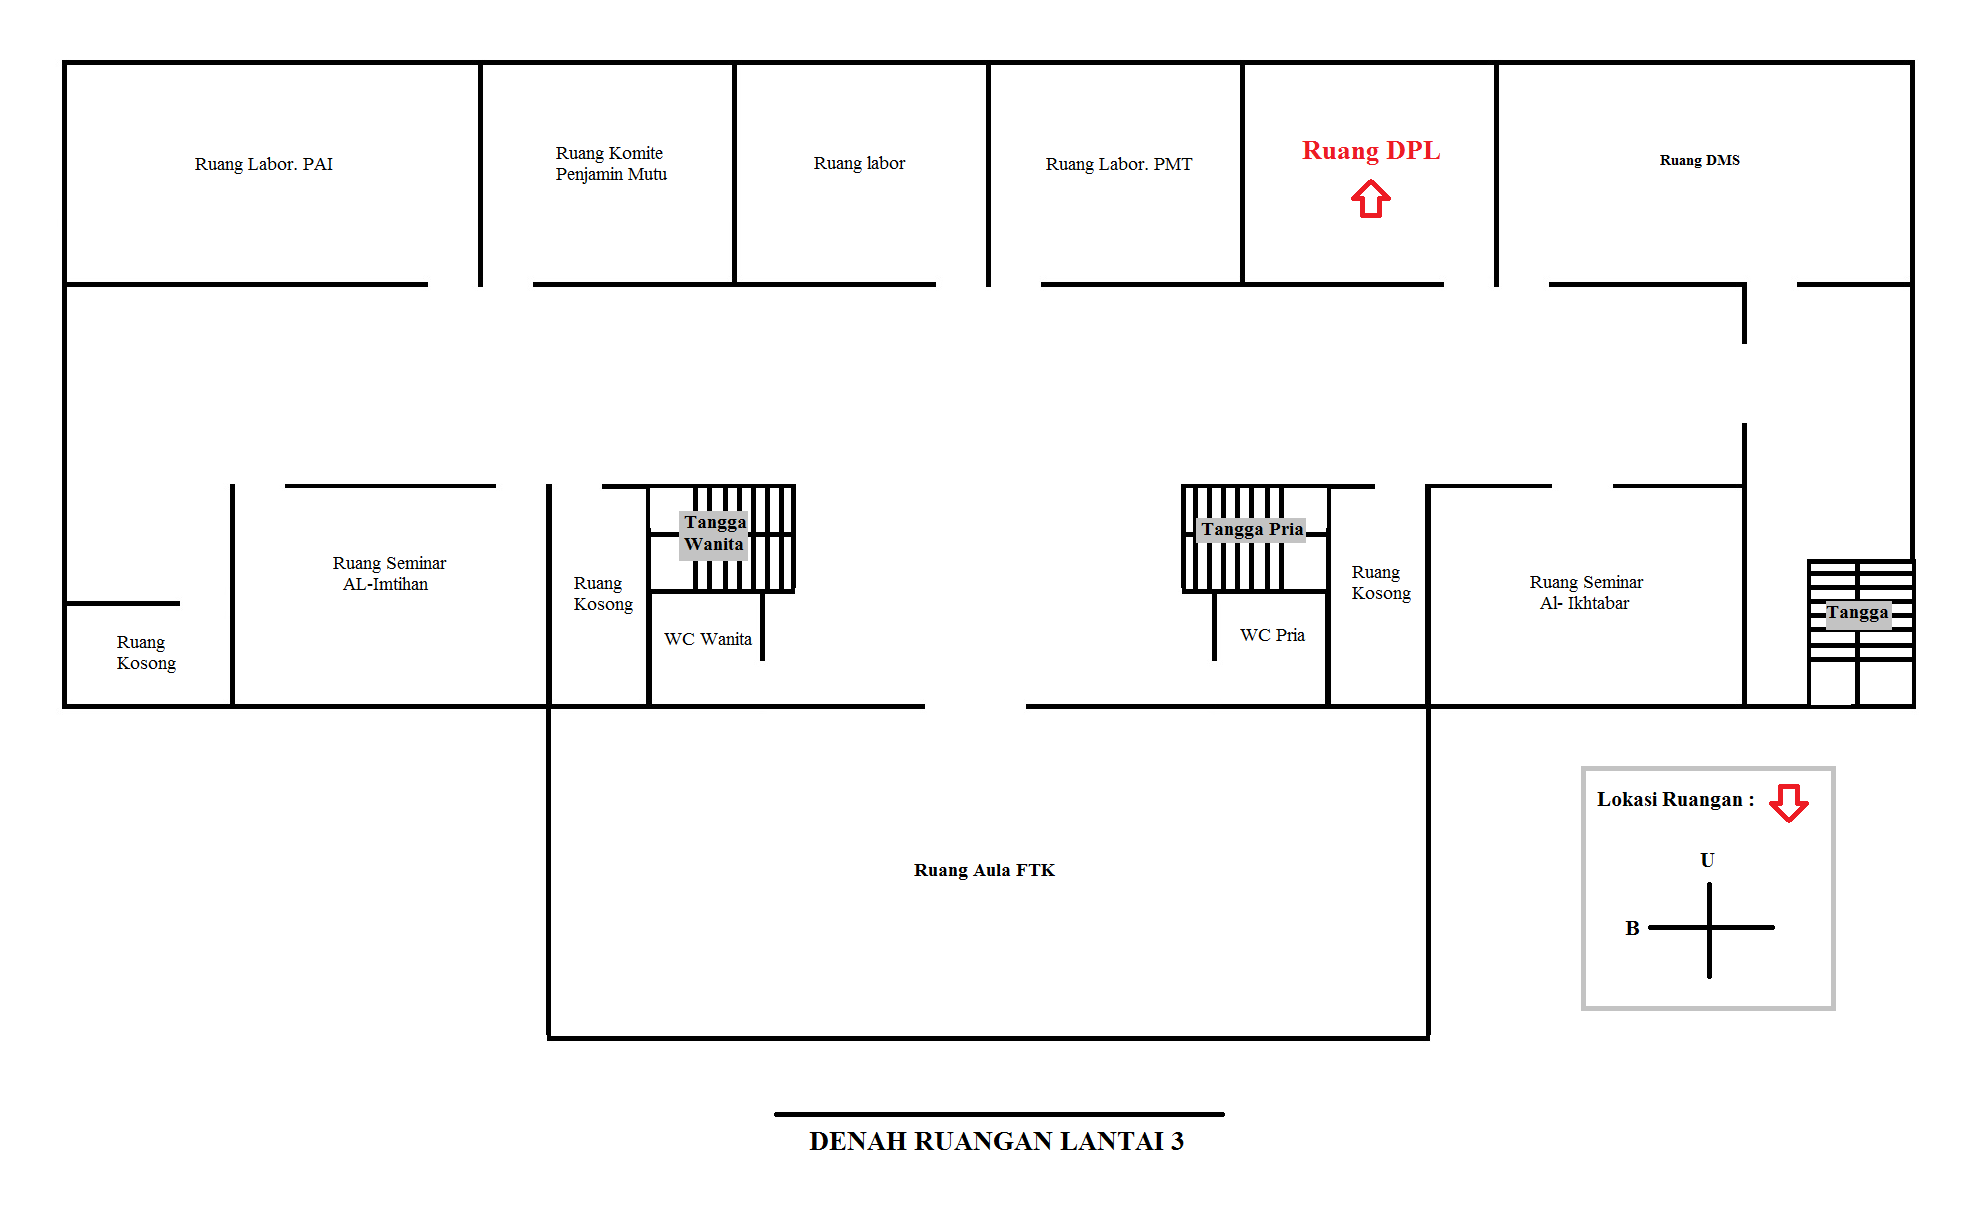 Ruang Labor. PAI
Ruang Komite
Penjamin Mutu
Ruang labor
Ruang Labor. PMT
Ruang DPL
Ruang DMS
Tangga
Wanita
Tangga Pria
Ruang Seminar
AL-Imtihan
Ruang
Kosong
Ruang
Kosong
Ruang Seminar
Al- Ikhtabar
Tangga
Ruang
Kosong
WC Wanita
WC Pria
Ruang Aula FTK
Lokasi Ruangan :
U
B
DENAH RUANGAN LANTAI 3